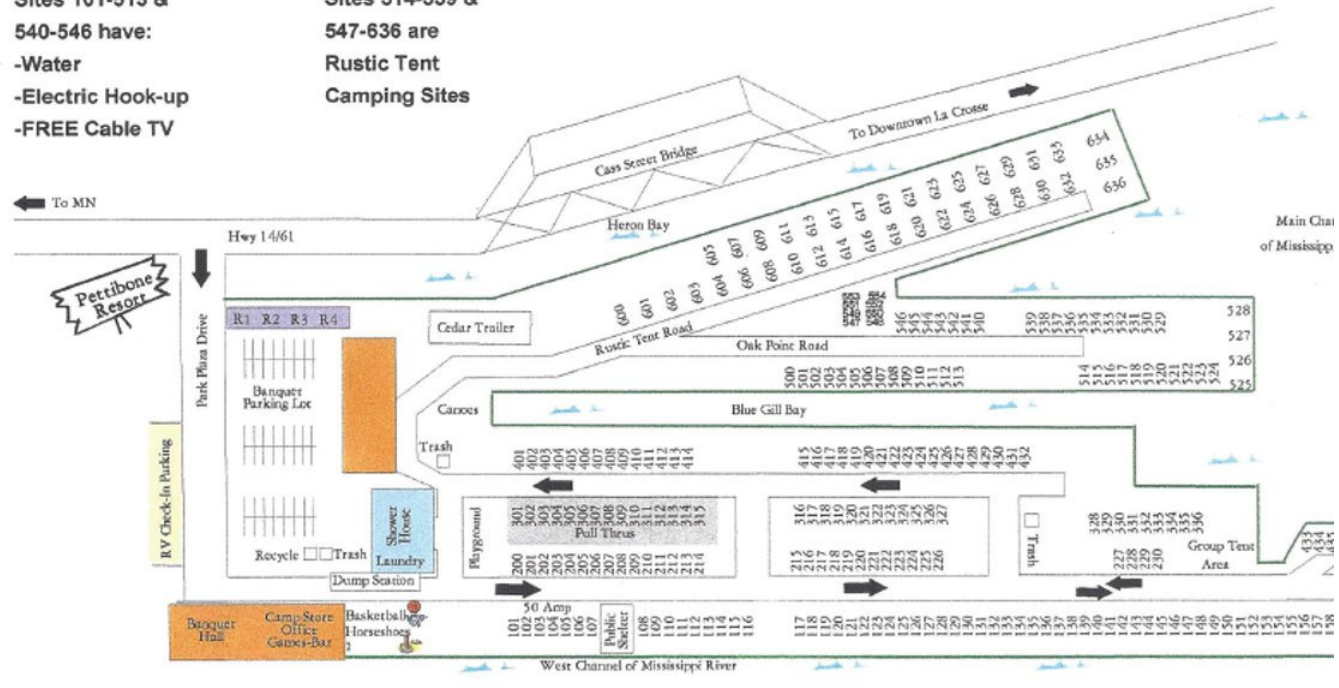 Sites 101-513 &
540-546 have:
-Water
-Electric Hook-up
-FREE Cable TV
Sites 514-539 &
547-636 are
Rustic Tent
Camping Sites
To MN
Hwy 14/61
Cass Street Bridge
To Downtown La Crosse
Heron Bay
Main
of
Pettibone
Resort
Park Plaza Drive
R1 R2 R3 R4
Cedar Trailer
Banquet
Parking Lot
RV Check-In Parking
Rustic Tent Road
600 601 602 603 604 605 606 607 608 609 610 611 612 613 614 615 616 617 618 619 620 621 622 623 624 625 626 627 628 629 630 631 632 633
634
635
636
546 545 544 543 542 541 540
539 538 537 536 535 534 533 532 531 530 529
528
527
526
525
Oak Point Road
500 501 502 503 504 505 506 507 508 509 510 511 512 513
514 515 516 517 518 519 520 521 522 523 524
Canoes
Blue Gill Bay
Trash
401 402 403 404 405 406 407 408 409 410 411 412 413 414
415 416 417 418 419 420 421 422 423 424 425 426 427 428 429 430 431 432
Playground
301 302 303 304 305 306 307 308 309 310 311 312 313 314 315
Pull Thrus
316 317 318 319 320 321 322 323 324 325 326 327
328 329 330 331 332 333 334 335 336
433 434 435
200 201 202 203 204 205 206 207 208 209 210 211 212 213 214
215 216 217 218 219 220 221 222 223 224 225 226
227 228 229 230
Trash
Group Tent
Area
Shower
House
Laundry
Recycle
Trash
Dump Station
Banquet
Hall
Camp Store
Office
Games-Bar
Basketball
Horseshoes
50 Amp
101 102 103 104 105 106 107
Public
Shelter
108 109 110 111 112 113 114 115 116
117 118 119 120 121 122 123 124 125 126 127 128 129 130 131 132 133 134 135 136 137 138 139 140 141 142 143 144 145 146 147 148 149 150 151 152 153 154 155 156 157 158
West Channel of Mississippi River